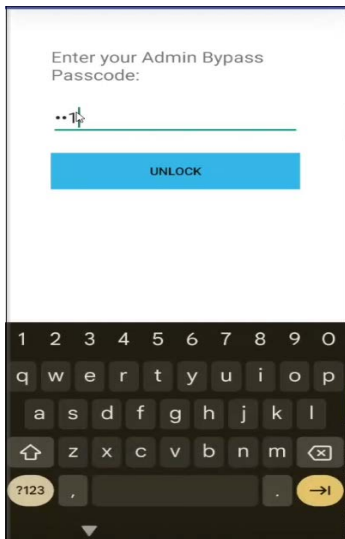 Enter your Admin Bypass
Passcode:
••1
UNLOCK
1 2 3 4 5 6 7 8 9 0
q w e r t y u i o p
a s d f g h j k l
z x c v b n m
?123 , .